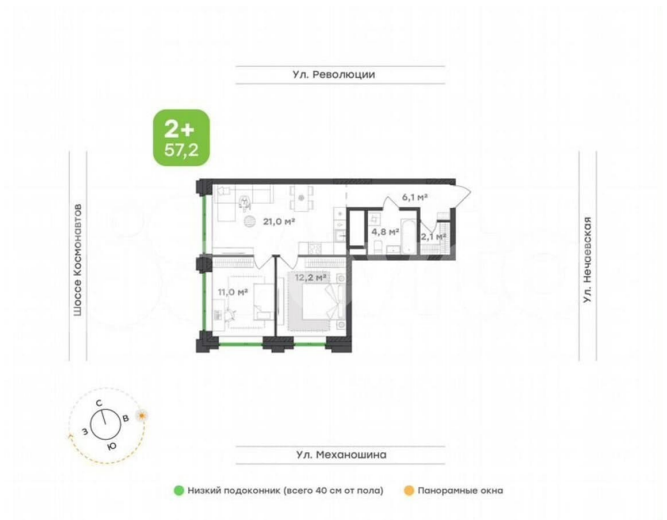 Ул. Революции
2+
57,2
Шоссе Космонавтов
Ул. Нечаевская
6,1 м²
21,0 м²
4,8 м²
2,1 м²
12,2 м²
11,0 м²
С
В
З
Ю
Ул. Механошина
Низкий подоконник (всего 40 см от пола)
Панорамные окна